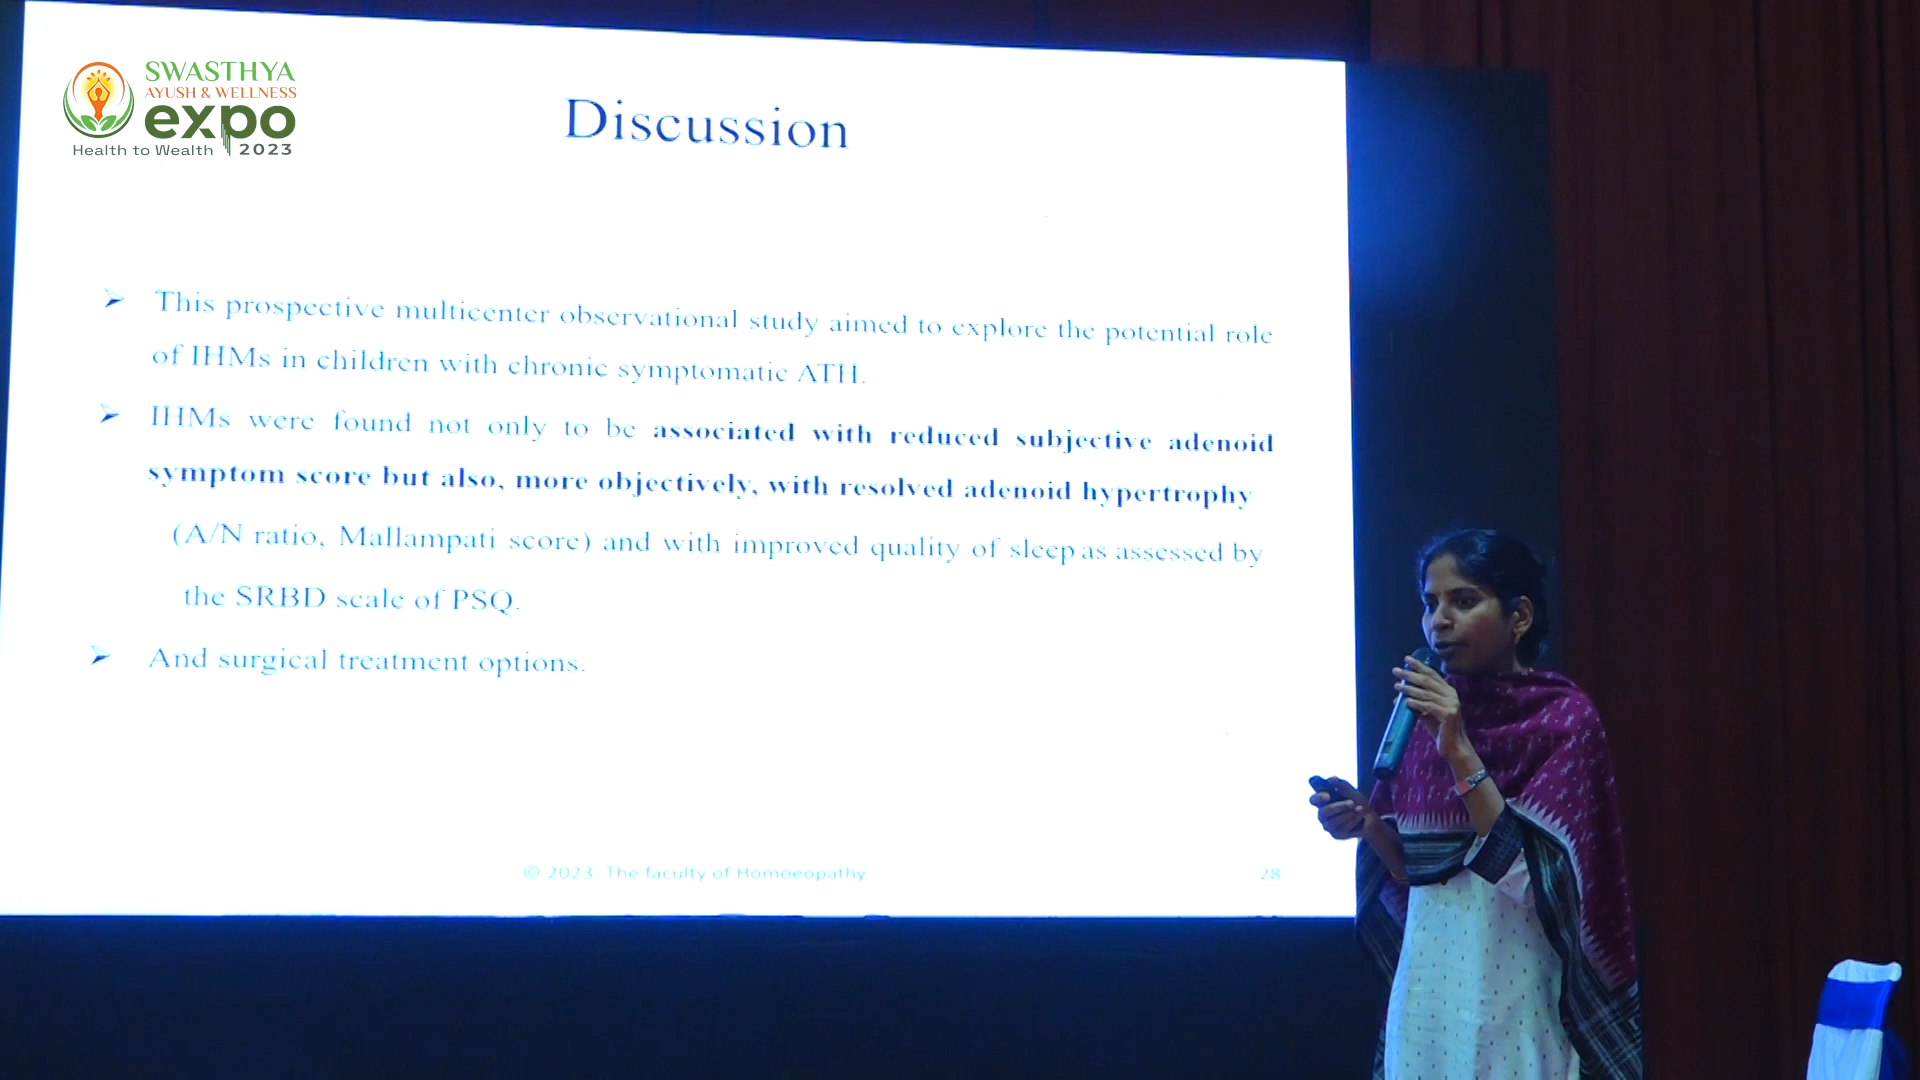 SWASTHYA
AYUSH & WELLNESS
expo
Health to Wealth 2023
Discussion
➢ This prospective multicenter observational study aimed to explore the potential role
of IHMs in children with chronic symptomatic ATH.
➢ IHMs were found not only to be associated with reduced subjective adenoid
symptom score but also, more objectively, with resolved adenoid hypertrophy
(A/N ratio, Mallampati score) and with improved quality of sleep as assessed by
the SRBD scale of PSQ.
➢ And surgical treatment options.
© 2023. The faculty of Homoeopathy
28